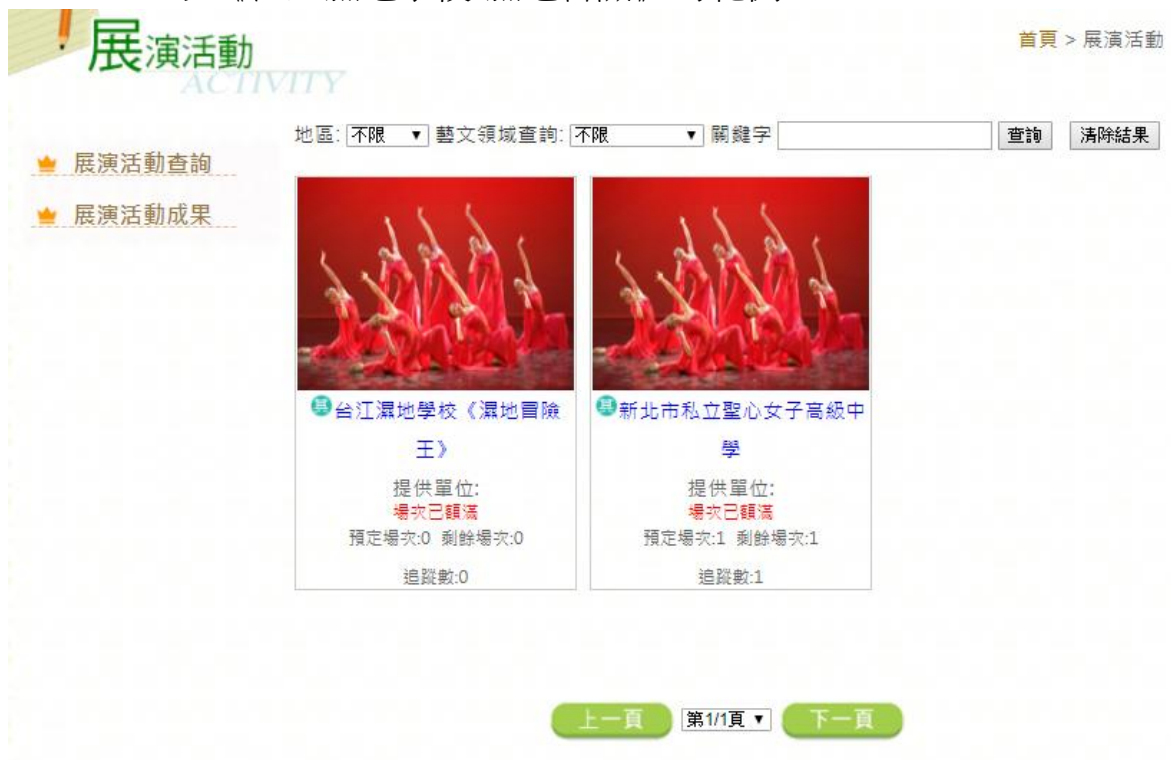 展演活動
ACTIVITY
首頁 > 展演活動
地區: 不限 藝文領域查詢: 不限 關鍵字 查詢 清除結果
展演活動查詢
展演活動成果
台江濕地學校《濕地冒險
王》
提供單位:
場次已額滿
預定場次:0 剩餘場次:0
追蹤數:0
新北市私立聖心女子高級中
學
提供單位:
場次已額滿
預定場次:1 剩餘場次:1
追蹤數:1
上一頁 第1/1頁 下一頁